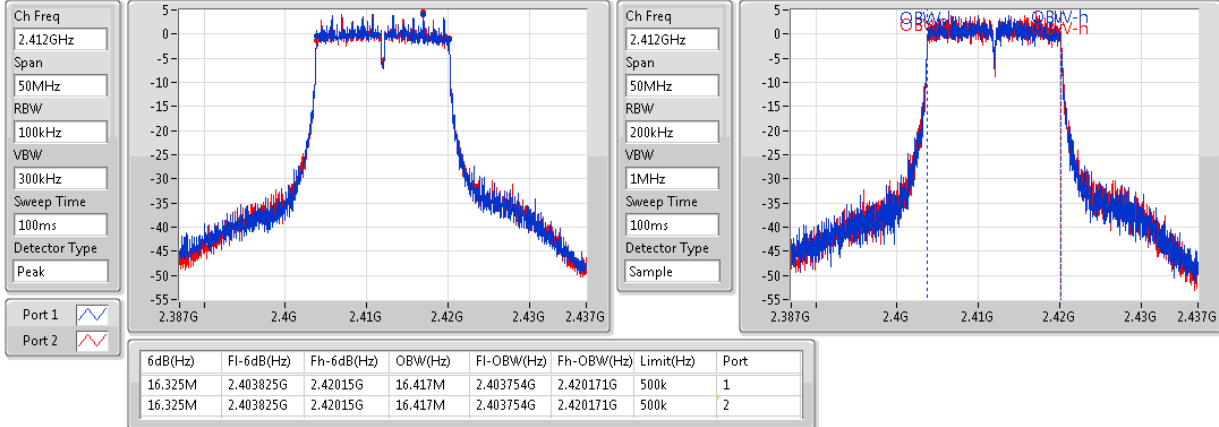 Ch Freq
2.412GHz
Span
50MHz
RBW
100kHz
VBW
300kHz
Sweep Time
100ms
Detector Type
Peak
Port 1
Port 2
5
0
-5
-10
-15
-20
-25
-30
-35
-40
-45
-50
-55
2.387G 2.4G 2.41G 2.42G 2.43G 2.437G
Ch Freq
2.412GHz
Span
50MHz
RBW
200kHz
VBW
1MHz
Sweep Time
100ms
Detector Type
Sample
5
0
-5
-10
-15
-20
-25
-30
-35
-40
-45
-50
-55
OBW-h
2.387G 2.4G 2.41G 2.42G 2.43G 2.437G
6dB(Hz) Fl-6dB(Hz) Fh-6dB(Hz) OBW(Hz) Fl-OBW(Hz) Fh-OBW(Hz) Limit(Hz) Port
16.325M 2.403825G 2.42015G 16.417M 2.403754G 2.420171G 500k 1
16.325M 2.403825G 2.42015G 16.417M 2.403754G 2.420171G 500k 2